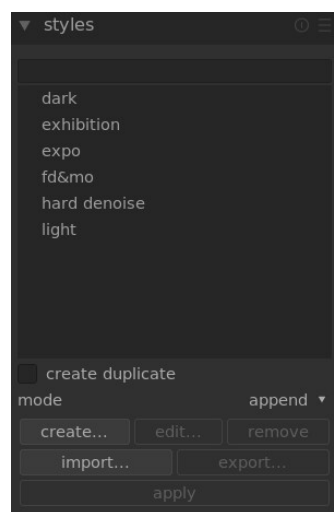 styles
dark
exhibition
expo
fd&mo
hard denoise
light
create duplicate
mode append
create... edit... remove
import... export...
apply